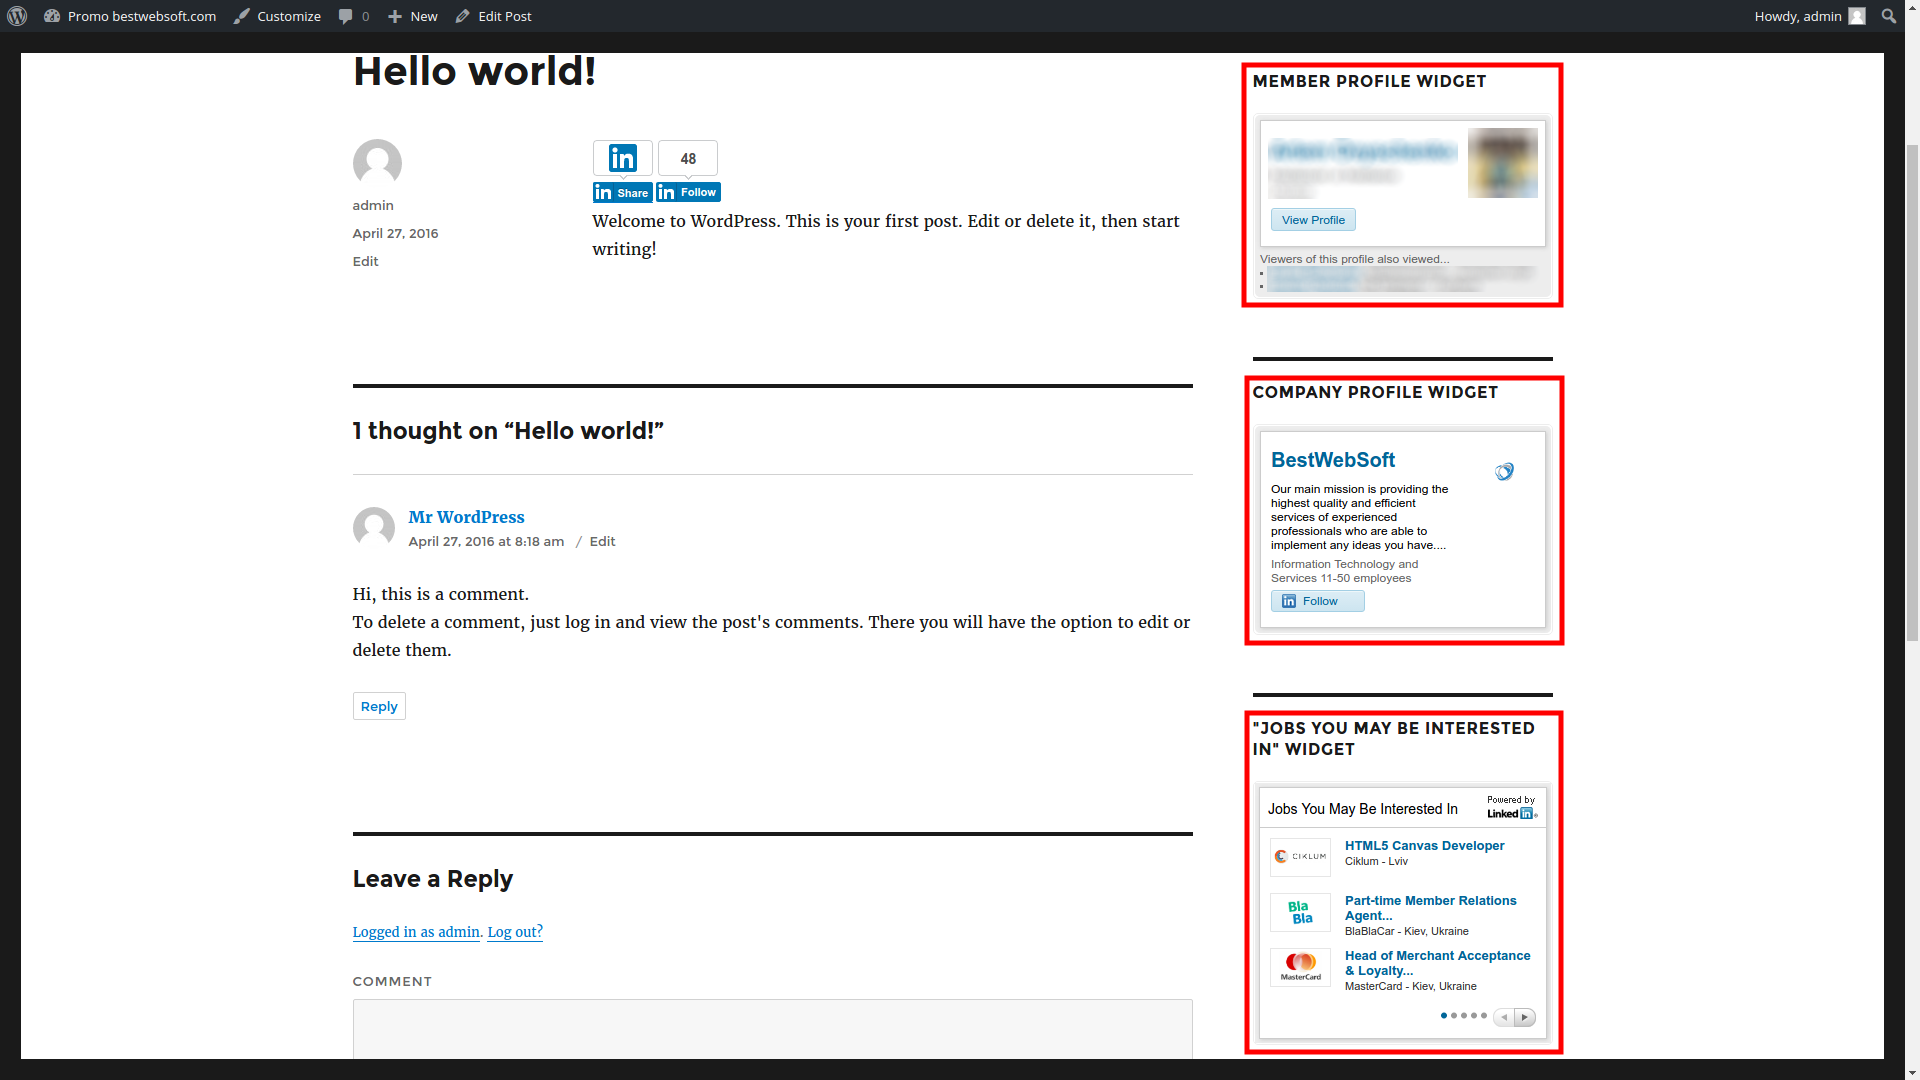 Promo bestwebsoft.com Customize 0 New Edit Post Howdy, admin
Hello world!
admin
April 27, 2016
Edit
in 48
in Share in Follow
Welcome to WordPress. This is your first post. Edit or delete it, then start
writing!
1 thought on “Hello world!”
Mr WordPress
April 27, 2016 at 8:18 am / Edit
Hi, this is a comment.
To delete a comment, just log in and view the post's comments. There you will have the option to edit or
delete them.
Reply
Leave a Reply
Logged in as admin. Log out?
COMMENT
MEMBER PROFILE WIDGET
View Profile
Viewers of this profile also viewed...
COMPANY PROFILE WIDGET
BestWebSoft
Our main mission is providing the
highest quality and efficient
services of experienced
professionals who are able to
implement any ideas you have....
Information Technology and
Services 11-50 employees
in Follow
"JOBS YOU MAY BE INTERESTED
IN" WIDGET
Jobs You May Be Interested In
Powered by
Linked in
CIKLUM
HTML5 Canvas Developer
Ciklum - Lviv
Bla
Bla
Part-time Member Relations
Agent...
BlaBlaCar - Kiev, Ukraine
MasterCard
Head of Merchant Acceptance
& Loyalty...
MasterCard - Kiev, Ukraine